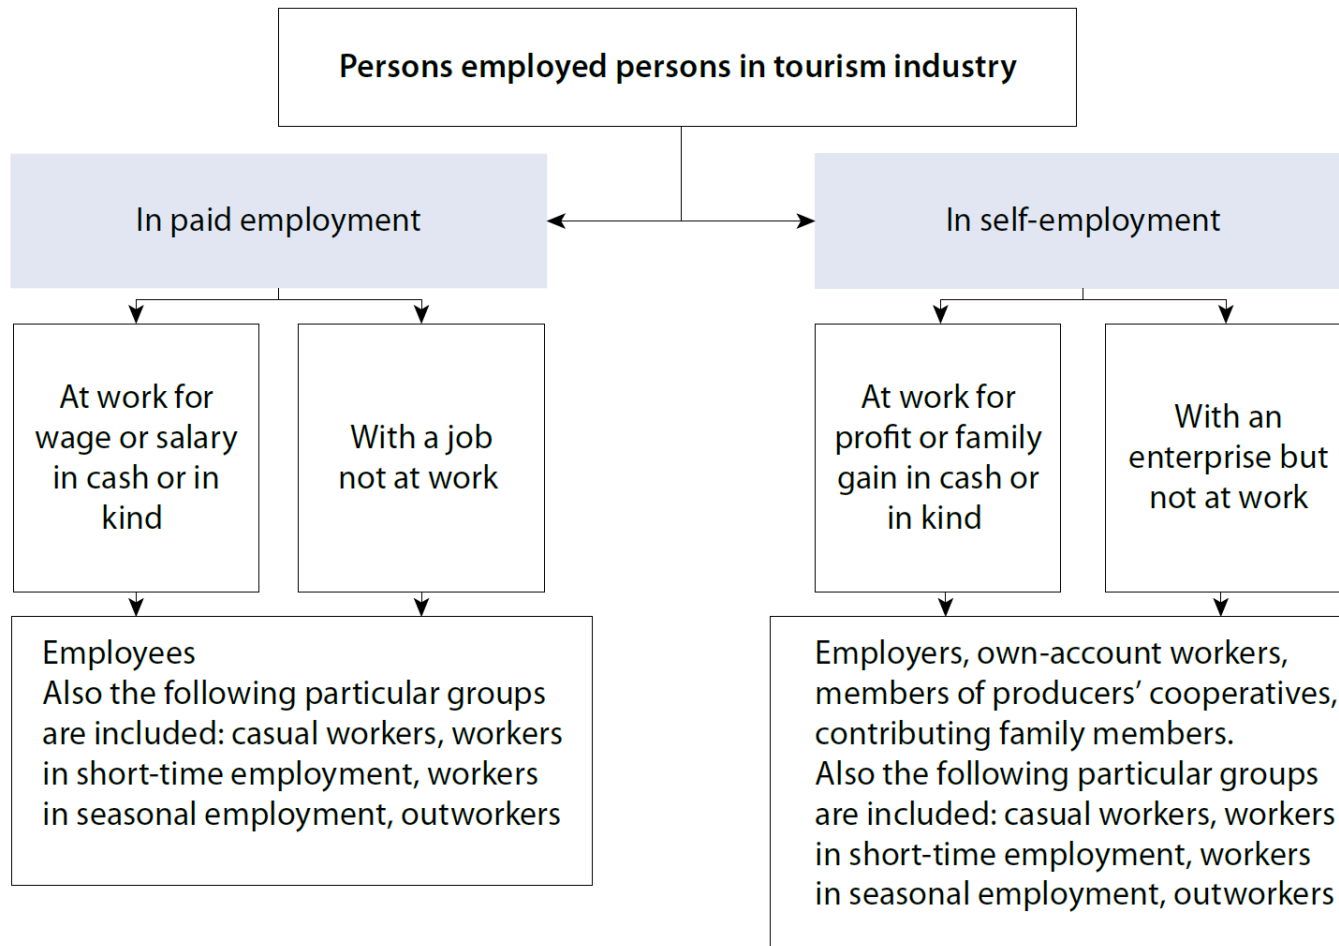 Persons employed persons in tourism industry
In paid employment
In self-employment
At work for
wage or salary
in cash or in
kind
With a job
not at work
At work for
profit or family
gain in cash or
in kind
With an
enterprise but
not at work
Employees
Also the following particular groups
are included: casual workers, workers
in short-time employment, workers
in seasonal employment, outworkers
Employers, own-account workers,
members of producers’ cooperatives,
contributing family members.
Also the following particular groups
are included: casual workers, workers
in short-time employment, workers
in seasonal employment, outworkers